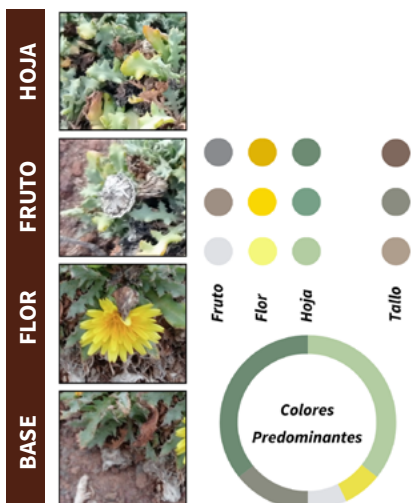 HOJA
FRUTO
FLOR
BASE
Fruto
Flor
Hoja
Tallo
Colores
Predominantes